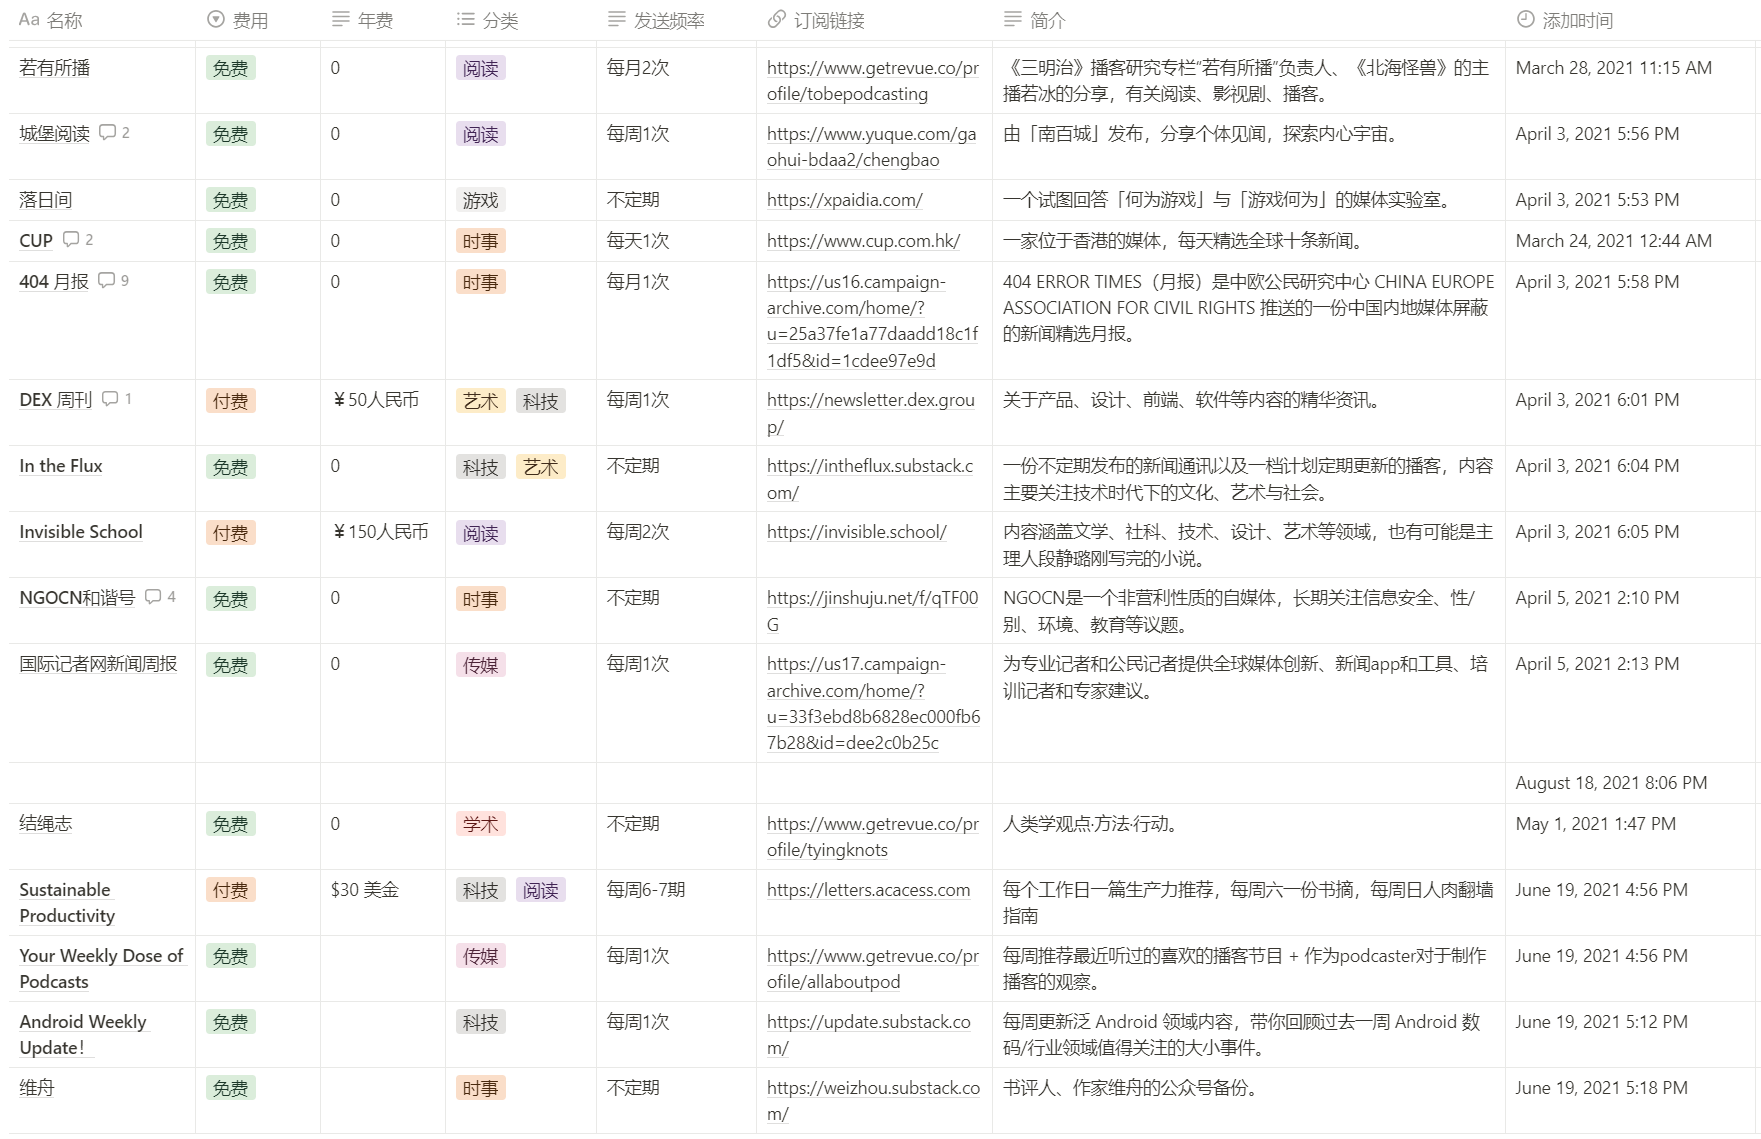 Aa 名称 费用 年费 分类 发送频率 订阅链接 简介 添加时间
若有所播 免费 0 阅读 每月2次 https://www.getrevue.co/pr 《三明治》播客研究专栏“若有所播”负责人、《北海怪兽》的主 March 28, 2021 11:15 AM
ofile/tobepodcasting 播若冰的分享，有关阅读、影视剧、播客。
城堡阅读 2 免费 0 阅读 每周1次 https://www.yuque.com/ga 由「南百城」发布，分享个体见闻，探索内心宇宙。 April 3, 2021 5:56 PM
ohui-bdaa2/chengbao
落日间 免费 0 游戏 不定期 https://xpaidia.com/ 一个试图回答「何为游戏」与「游戏何为」的媒体实验室。 April 3, 2021 5:53 PM
CUP 2 免费 0 时事 每天1次 https://www.cup.com.hk/ 一家位于香港的媒体，每天精选全球十条新闻。 March 24, 2021 12:44 AM
404 月报 9 免费 0 时事 每月1次 https://us16.campaign- 404 ERROR TIMES（月报）是中欧公民研究中心 CHINA EUROPE April 3, 2021 5:58 PM
archive.com/home/? ASSOCIATION FOR CIVIL RIGHTS 推送的一份中国内地媒体屏蔽
u=25a37fe1a77daadd18c1f 的新闻精选月报。
1df5&id=1cdee97e9d
DEX 周刊 1 付费 ¥50人民币 艺术 科技 每周1次 https://newsletter.dex.grou 关于产品、设计、前端、软件等内容的精华资讯。 April 3, 2021 6:01 PM
p/
In the Flux 免费 0 科技 艺术 不定期 https://intheflux.substack.c 一份不定期发布的新闻通讯以及一档计划定期更新的播客，内容 April 3, 2021 6:04 PM
om/ 主要关注技术时代下的文化、艺术与社会。
Invisible School 付费 ¥150人民币 阅读 每周2次 https://invisible.school/ 内容涵盖文学、社科、技术、设计、艺术等领域，也有可能是主 April 3, 2021 6:05 PM
理人段静璐刚写完的小说。
NGOCN和谐号 4 免费 0 时事 不定期 https://jinshuju.net/f/qTF00 NGOCN是一个非营利性质的自媒体，长期关注信息安全、性/ April 5, 2021 2:10 PM
G 别、环境、教育等议题。
国际记者网新闻周报 免费 0 传媒 每周1次 https://us17.campaign- 为专业记者和公民记者提供全球媒体创新、新闻app和工具、培 April 5, 2021 2:13 PM
archive.com/home/? 训记者和专家建议。
u=33f3ebd8b6828ec000fb6
7b28&id=dee2c0b25c
August 18, 2021 8:06 PM
结绳志 免费 0 学术 不定期 https://www.getrevue.co/pr 人类学观点·方法·行动。 May 1, 2021 1:47 PM
ofile/tyingknots
Sustainable 付费 $30 美金 科技 阅读 每周6-7期 https://letters.acacess.com 每个工作日一篇生产力推荐，每周六一份书摘，每周日人肉翻墙 June 19, 2021 4:56 PM
Productivity 指南
Your Weekly Dose of 免费 传媒 每周1次 https://www.getrevue.co/pr 每周推荐最近听过的喜欢的播客节目 + 作为podcaster对于制作 June 19, 2021 4:56 PM
Podcasts ofile/allaboutpod 播客的观察。
Android Weekly 免费 科技 每周1次 https://update.substack.co 每周更新泛 Android 领域内容，带你回顾过去一周 Android 数 June 19, 2021 5:12 PM
Update！ m/ 码/行业领域值得关注的大小事件。
维舟 免费 时事 不定期 https://weizhou.substack.co 书评人、作家维舟的公众号备份。 June 19, 2021 5:18 PM
m/